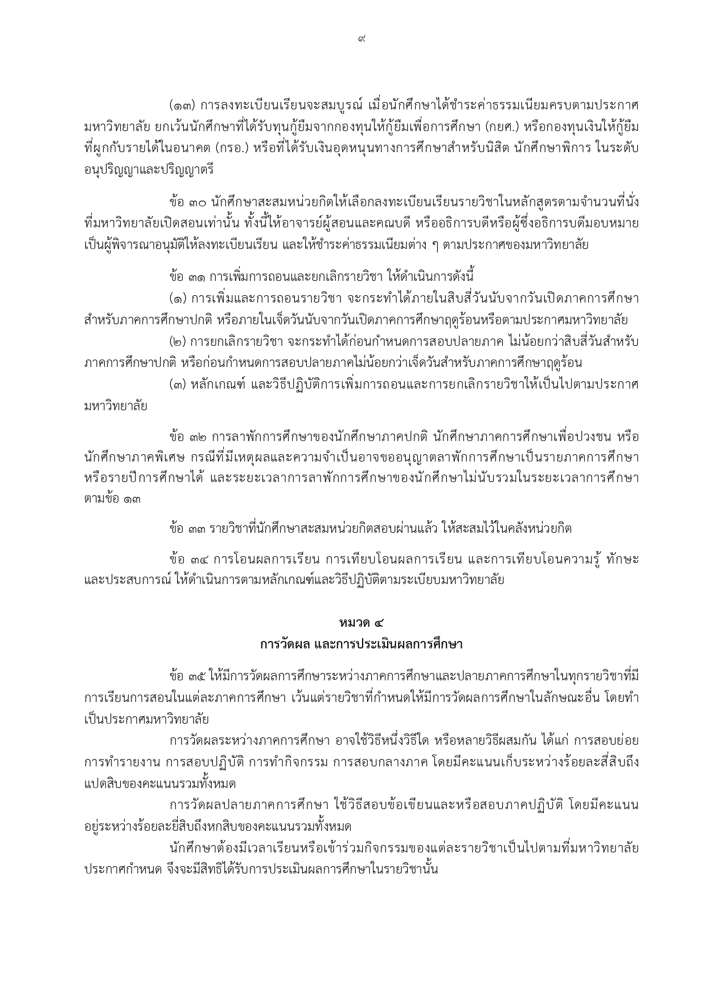 ๙
(๑๓) การลงทะเบียนเรียนจะสมบูรณ์ เมื่อนักศึกษาได้ชำระค่าธรรมเนียมครบตามประกาศ
มหาวิทยาลัย ยกเว้นนักศึกษาที่ได้รับทุนกู้ยืมจากกองทุนให้กู้ยืมเพื่อการศึกษา (กยศ.) หรือกองทุนเงินให้กู้ยืม
ที่ผูกกับรายได้ในอนาคต (กรอ.) หรือที่ได้รับเงินอุดหนุนทางการศึกษาสำหรับนิสิต นักศึกษาพิการ ในระดับ
อนุปริญญาและปริญญาตรี
ข้อ ๓๐ นักศึกษาสะสมหน่วยกิตให้เลือกลงทะเบียนเรียนรายวิชาในหลักสูตรตามจำนวนที่นั่ง
ที่มหาวิทยาลัยเปิดสอนเท่านั้น ทั้งนี้ให้อาจารย์ผู้สอนและคณบดี หรืออธิการบดีหรือผู้ซึ่งอธิการบดีมอบหมาย
เป็นผู้พิจารณาอนุมัติให้ลงทะเบียนเรียน และให้ชำระค่าธรรมเนียมต่าง ๆ ตามประกาศของมหาวิทยาลัย
ข้อ ๓๑ การเพิ่มการถอนและยกเลิกรายวิชา ให้ดำเนินการดังนี้
(๑) การเพิ่มและการถอนรายวิชา จะกระทำได้ภายในสิบสี่วันนับจากวันเปิดภาคการศึกษา
สำหรับภาคการศึกษาปกติ หรือภายในเจ็ดวันนับจากวันเปิดภาคการศึกษาฤดูร้อนหรือตามประกาศมหาวิทยาลัย
(๒) การยกเลิกรายวิชา จะกระทำได้ก่อนกำหนดการสอบปลายภาค ไม่น้อยกว่าสิบสี่วันสำหรับ
ภาคการศึกษาปกติ หรือก่อนกำหนดการสอบปลายภาคไม่น้อยกว่าเจ็ดวันสำหรับภาคการศึกษาฤดูร้อน
(๓) หลักเกณฑ์ และวิธีปฏิบัติการเพิ่มการถอนและการยกเลิกรายวิชาให้เป็นไปตามประกาศ
มหาวิทยาลัย
ข้อ ๓๒ การลาพักการศึกษาของนักศึกษาภาคปกติ นักศึกษาภาคการศึกษาเพื่อปวงชน หรือ
นักศึกษาภาคพิเศษ กรณีที่มีเหตุผลและความจำเป็นอาจขออนุญาตลาพักการศึกษาเป็นรายภาคการศึกษา
หรือรายปีการศึกษาได้ และระยะเวลาการลาพักการศึกษาของนักศึกษาไม่นับรวมในระยะเวลาการศึกษา
ตามข้อ ๑๓
ข้อ ๓๓ รายวิชาที่นักศึกษาสะสมหน่วยกิตสอบผ่านแล้ว ให้สะสมไว้ในคลังหน่วยกิต
ข้อ ๓๔ การโอนผลการเรียน การเทียบโอนผลการเรียน และการเทียบโอนความรู้ ทักษะ
และประสบการณ์ ให้ดำเนินการตามหลักเกณฑ์และวิธีปฏิบัติตามระเบียบมหาวิทยาลัย
หมวด ๔
การวัดผล และการประเมินผลการศึกษา
ข้อ ๓๕ ให้มีการวัดผลการศึกษาระหว่างภาคการศึกษาและปลายภาคการศึกษาในทุกรายวิชาที่มี
การเรียนการสอนในแต่ละภาคการศึกษา เว้นแต่รายวิชาที่กำหนดให้มีการวัดผลการศึกษาในลักษณะอื่น โดยทำ
เป็นประกาศมหาวิทยาลัย
การวัดผลระหว่างภาคการศึกษา อาจใช้วิธีหนึ่งวิธีใด หรือหลายวิธีผสมกัน ได้แก่ การสอบย่อย
การทำรายงาน การสอบปฏิบัติ การทำกิจกรรม การสอบกลางภาค โดยมีคะแนนเก็บระหว่างร้อยละสี่สิบถึง
แปดสิบของคะแนนรวมทั้งหมด
การวัดผลปลายภาคการศึกษา ใช้วิธีสอบข้อเขียนและหรือสอบภาคปฏิบัติ โดยมีคะแนน
อยู่ระหว่างร้อยละยี่สิบถึงหกสิบของคะแนนรวมทั้งหมด
นักศึกษาต้องมีเวลาเรียนหรือเข้าร่วมกิจกรรมของแต่ละรายวิชาเป็นไปตามที่มหาวิทยาลัย
ประกาศกำหนด จึงจะมีสิทธิได้รับการประเมินผลการศึกษาในรายวิชานั้น